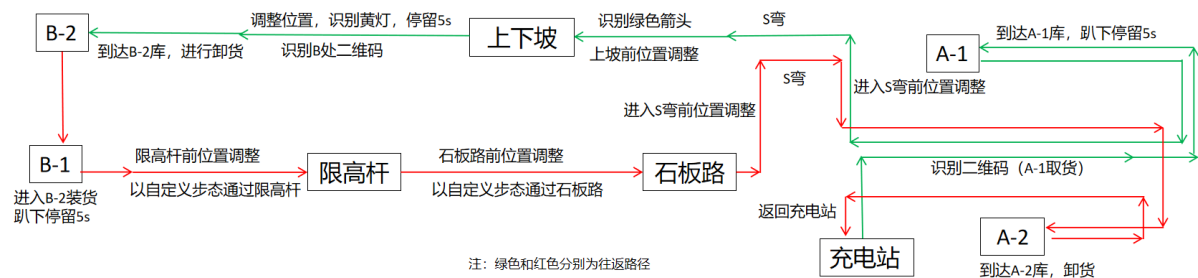 B-2
调整位置，识别黄灯，停留5s
识别B处二维码
到达B-2库，进行卸货
上下坡
识别绿色箭头
上坡前位置调整
S弯
到达A-1库，趴下停留5s
A-1
进入S弯前位置调整
S弯
进入S弯前位置调整
B-1
进入B-2装货
趴下停留5s
限高杆前位置调整
以自定义步态通过限高杆
限高杆
石板路前位置调整
以自定义步态通过石板路
石板路
识别二维码（A-1取货）
返回充电站
充电站
A-2
到达A-2库，卸货
注：绿色和红色分别为往返路径